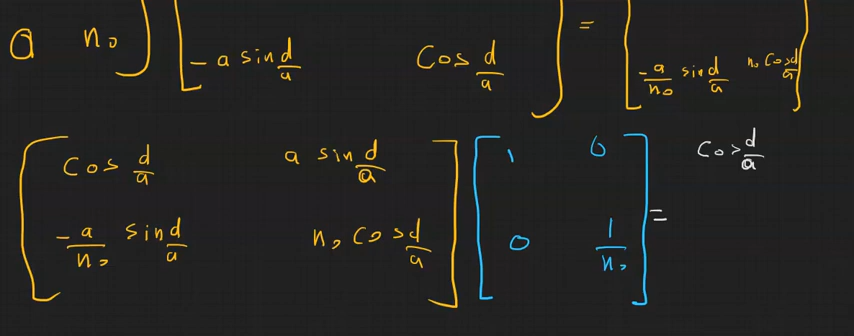 a n₀ ] [ -a sin d/a cos d/a ] = [ -a/n₀ sin d/a n₀ cos d/a ]
[ cos d/a a sin d/a ] [ 1 0 ] = cos d/a
[ -a/n₀ sin d/a n₀ cos d/a ] [ 0 1/n₀ ]